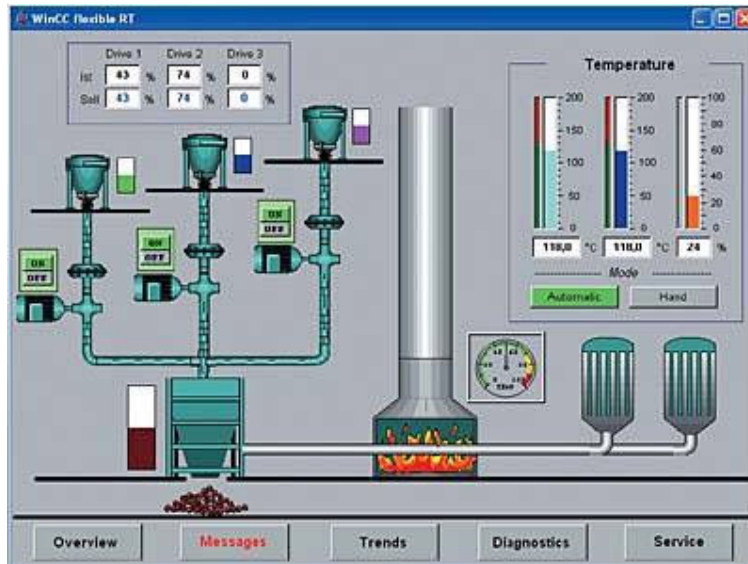 WinCC flexible RT
Drive 1 Drive 2 Drive 3
Ist 43 % 74 % 0 %
Soll 43 % 74 % 0 %
Temperature
200 200 100
150 150 80
100 100 60
40
50 50 20
0 0 0
118,0 °C 118,0 °C 24 %
Mode
Automatic Hand
ON
OFF
ON
OFF
ON
OFF
Overview Messages Trends Diagnostics Service